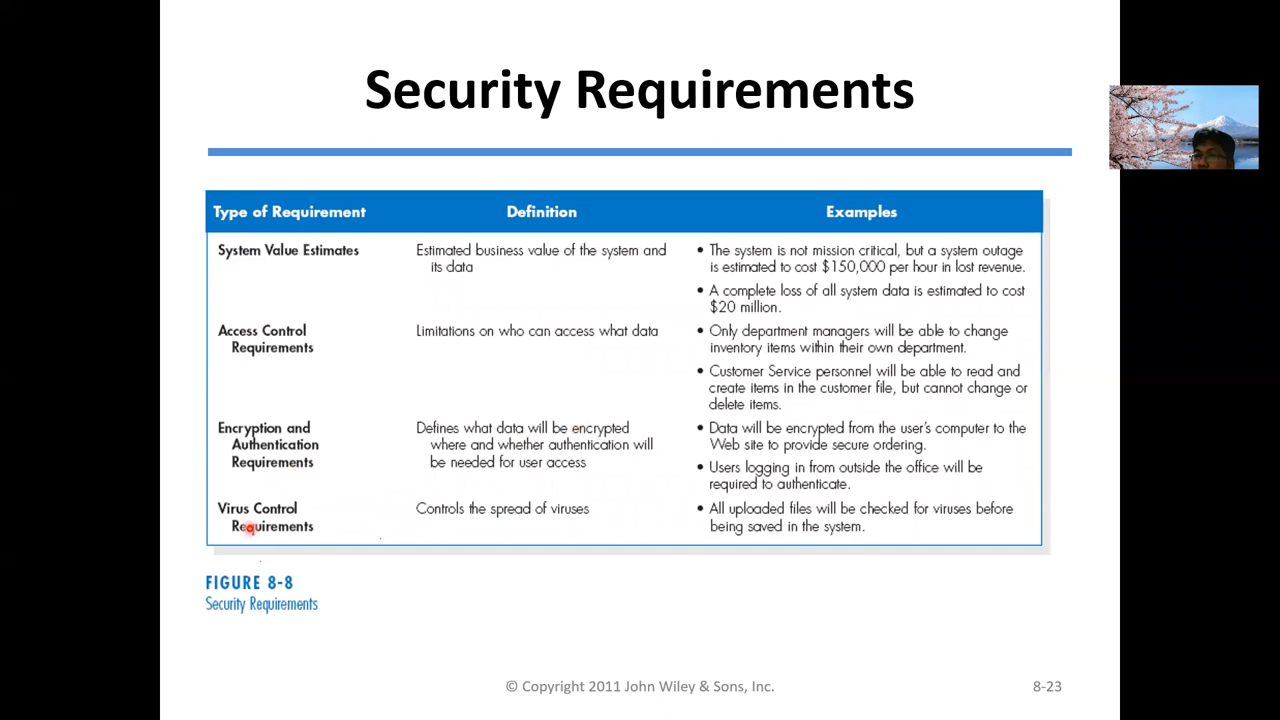 Security Requirements
Type of Requirement Definition Examples
System Value Estimates
Estimated business value of the system and
its data
• The system is not mission critical, but a system outage
is estimated to cost $150,000 per hour in lost revenue.
• A complete loss of all system data is estimated to cost
$20 million.
Access Control
Requirements
Limitations on who can access what data
• Only department managers will be able to change
inventory items within their own department.
• Customer Service personnel will be able to read and
create items in the customer file, but cannot change or
delete items.
Encryption and
Authentication
Requirements
Defines what data will be encrypted
where and whether authentication will
be needed for user access
• Data will be encrypted from the user's computer to the
Web site to provide secure ordering.
• Users logging in from outside the office will be
required to authenticate.
Virus Control
Requirements
Controls the spread of viruses
• All uploaded files will be checked for viruses before
being saved in the system.
FIGURE 8-8
Security Requirements
© Copyright 2011 John Wiley & Sons, Inc.
8-23